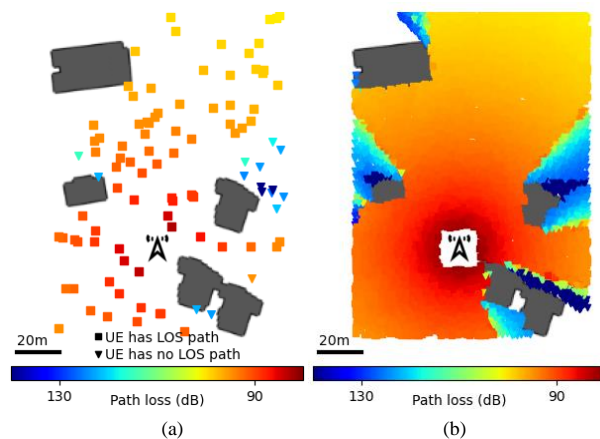 UE has LOS path
20m
UE has no LOS path
130
90
Path loss (dB)
(a)
20m
130
90
Path loss (dB)
(b)